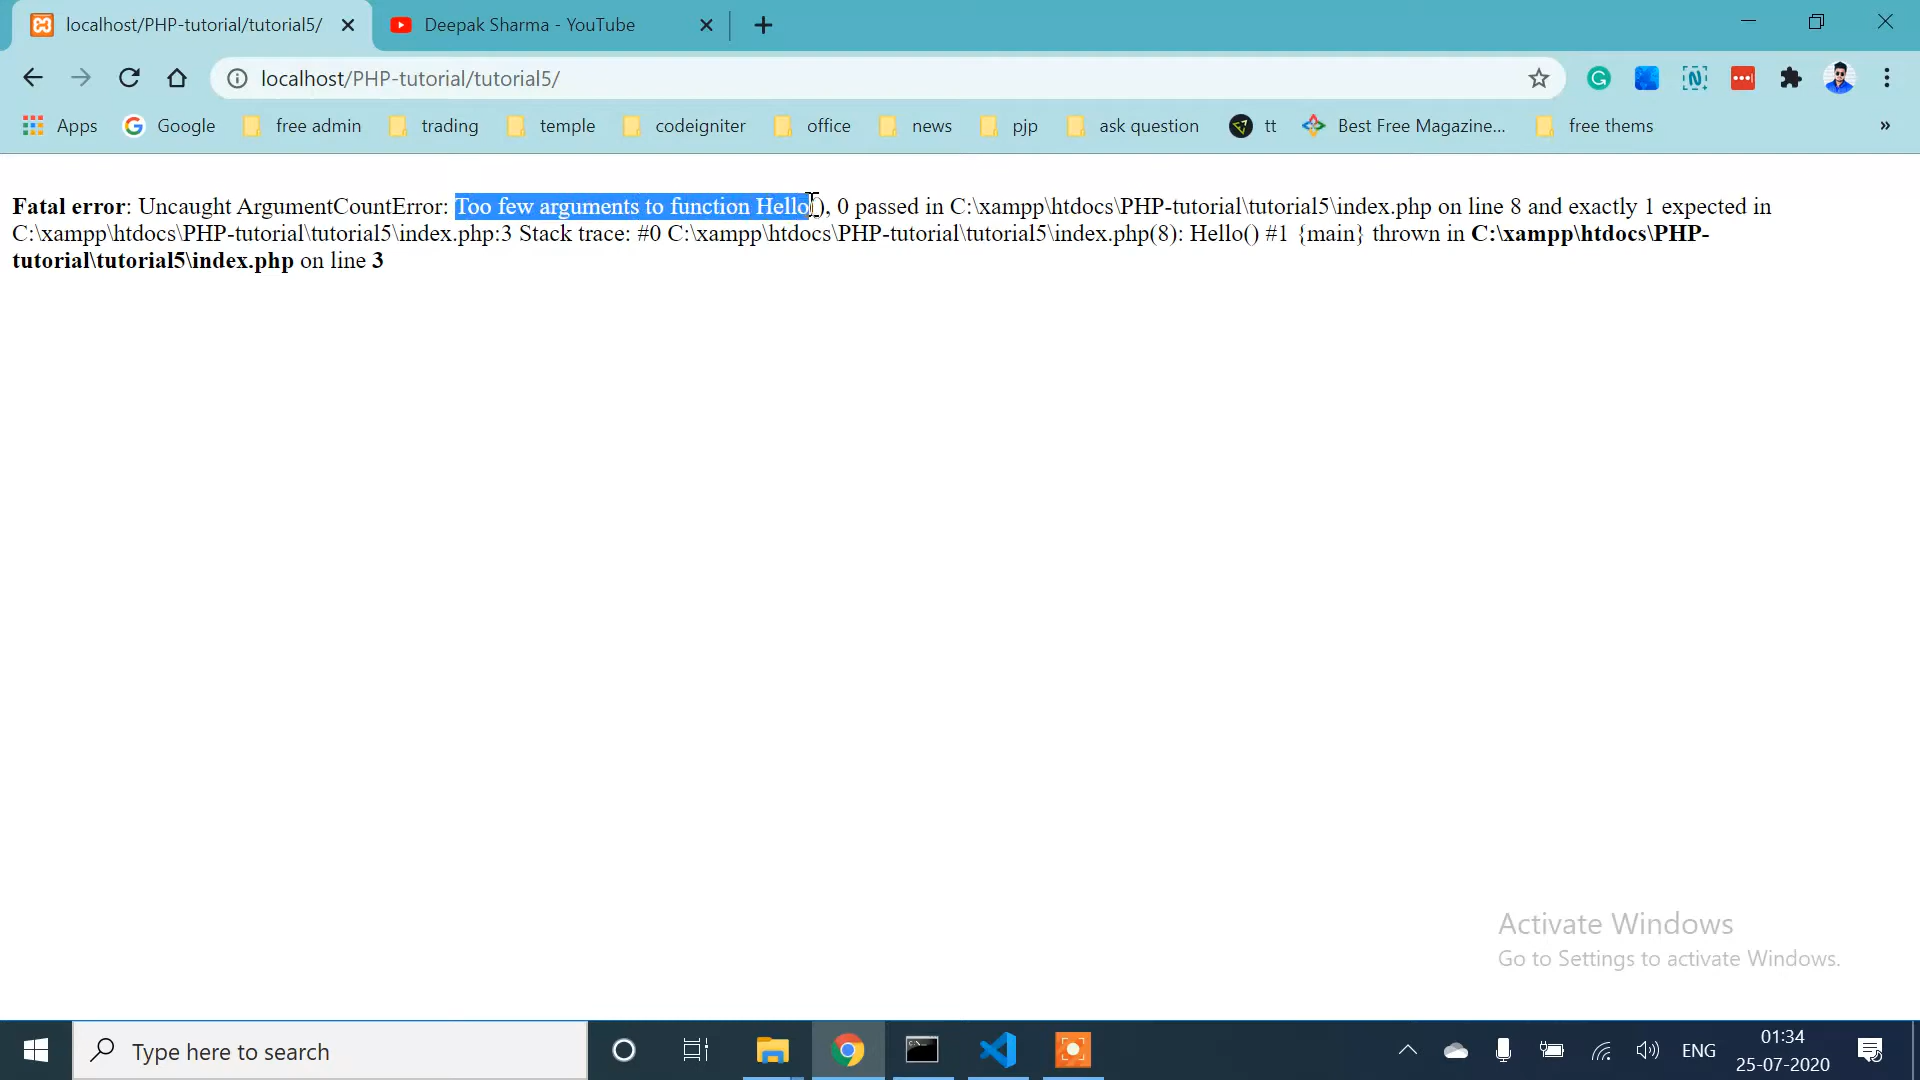 localhost/PHP-tutorial/tutorial5/
Deepak Sharma - YouTube
localhost/PHP-tutorial/tutorial5/
Apps
Google
free admin
trading
temple
codeigniter
office
news
pjp
ask question
tt
Best Free Magazine...
free thems
»
Fatal error: Uncaught ArgumentCountError: Too few arguments to function Hello(), 0 passed in C:\xampp\htdocs\PHP-tutorial\tutorial5\index.php on line 8 and exactly 1 expected in
C:\xampp\htdocs\PHP-tutorial\tutorial5\index.php:3 Stack trace: #0 C:\xampp\htdocs\PHP-tutorial\tutorial5\index.php(8): Hello() #1 {main} thrown in C:\xampp\htdocs\PHP-
tutorial\tutorial5\index.php on line 3
Activate Windows
Go to Settings to activate Windows.
Type here to search
ENG
01:34
25-07-2020